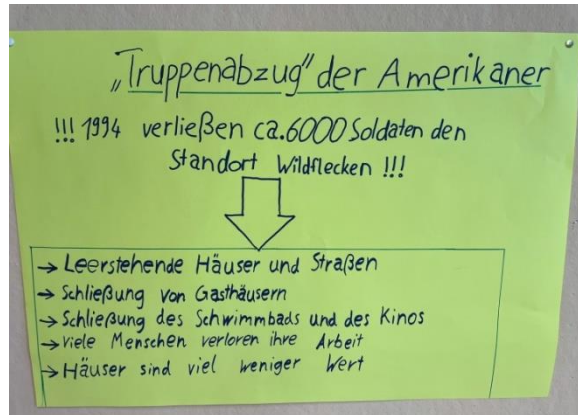 „Truppenabzug" der Amerikaner
!!! 1994 verließen ca. 6000 Soldaten den
Standort Wildflecken !!!
→ Leerstehende Häuser und Straßen
→ Schließung von Gasthäusern
→ Schließung des Schwimmbads und des Kinos
→ viele Menschen verloren ihre Arbeit
→ Häuser sind viel weniger Wert